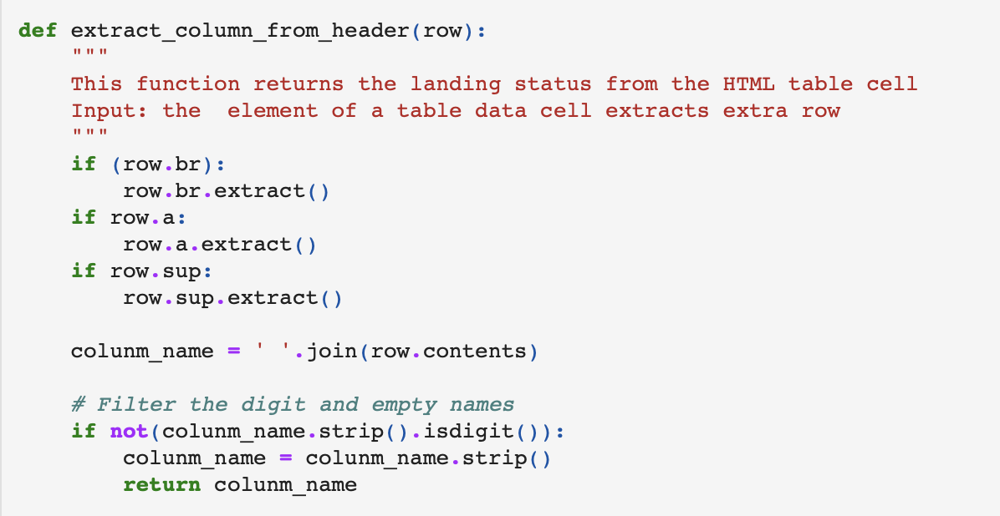 def extract_column_from_header(row):
    """
    This function returns the landing status from the HTML table cell
    Input: the  element of a table data cell extracts extra row
    """
    if (row.br):
        row.br.extract()
    if row.a:
        row.a.extract()
    if row.sup:
        row.sup.extract()

    colunm_name = ' '.join(row.contents)

    # Filter the digit and empty names
    if not(colunm_name.strip().isdigit()):
        colunm_name = colunm_name.strip()
        return colunm_name